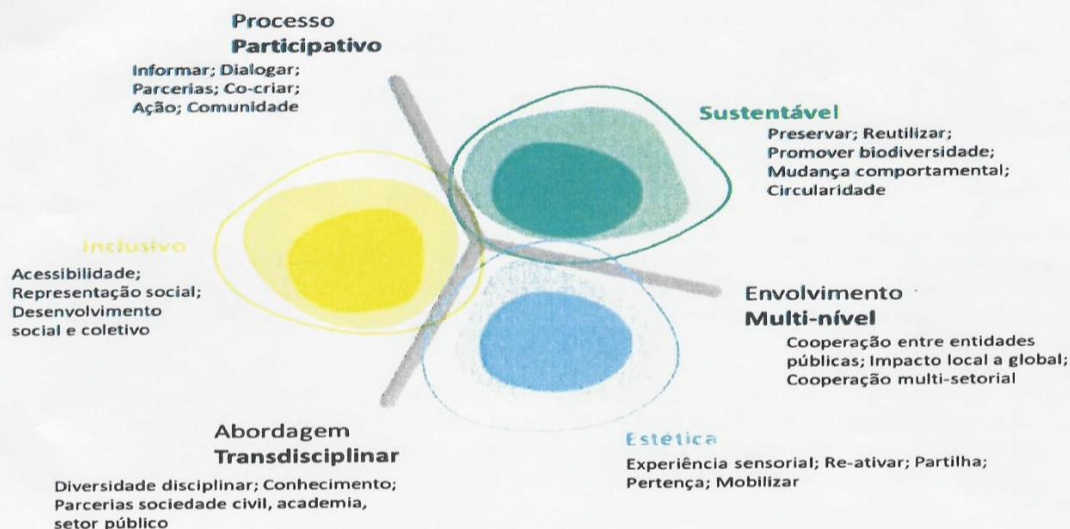 Processo
Participativo
Informar; Dialogar;
Parcerias; Co-criar;
Ação; Comunidade
Sustentável
Preservar; Reutilizar;
Promover biodiversidade;
Mudança comportamental;
Circularidade
Inclusivo
Acessibilidade;
Representação social;
Desenvolvimento
social e coletivo
Envolvimento
Multi-nível
Cooperação entre entidades
públicas; Impacto local a global;
Cooperação multi-setorial
Abordagem
Transdisciplinar
Diversidade disciplinar; Conhecimento;
Parcerias sociedade civil, academia,
setor público
Estética
Experiência sensorial; Re-ativar; Partilha;
Pertença; Mobilizar